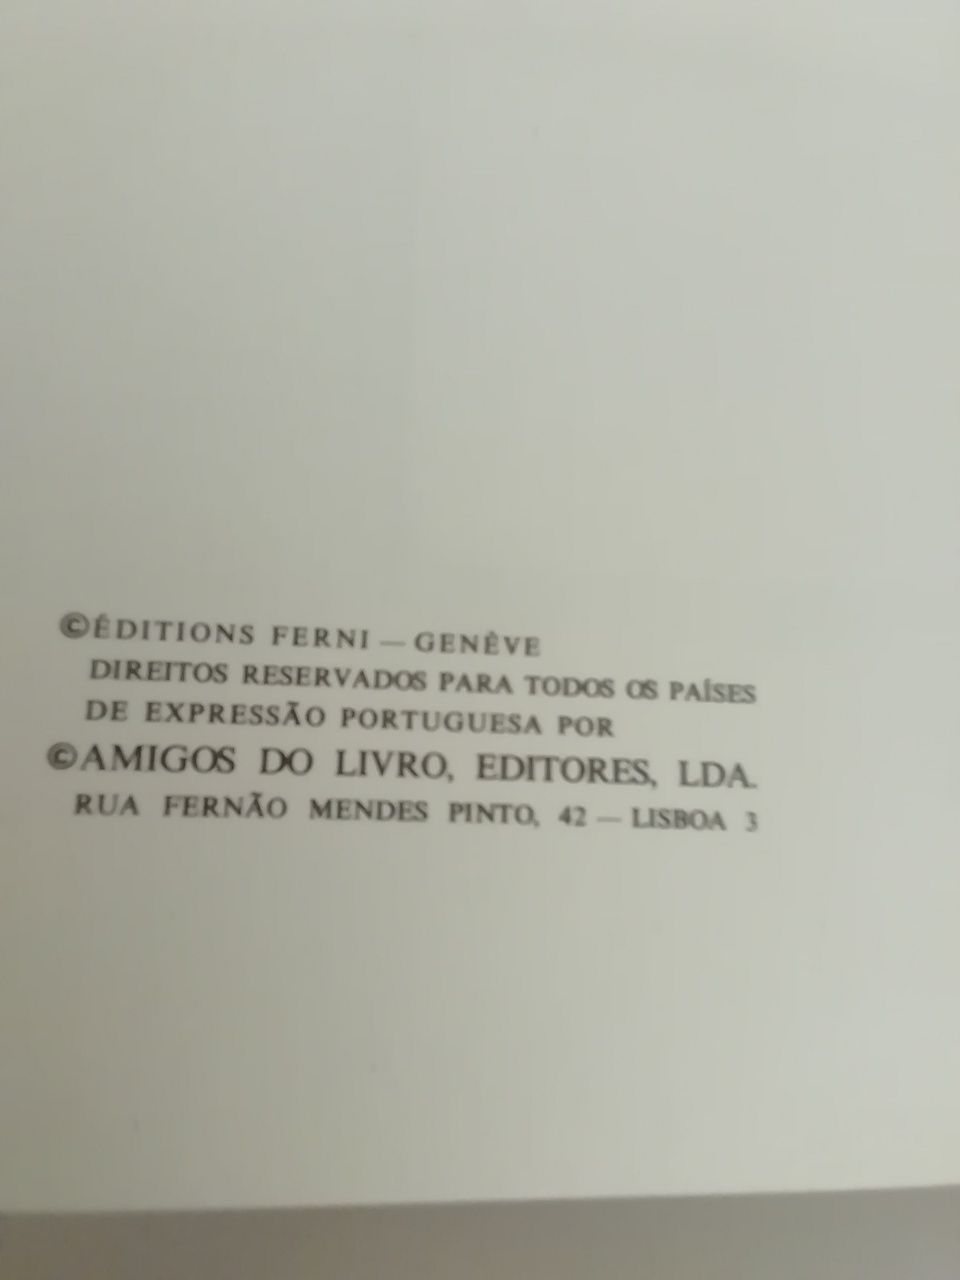 ©ÉDITIONS FERNI — GENÊVE
DIREITOS RESERVADOS PARA TODOS OS PAÍSES
DE EXPRESSÃO PORTUGUESA POR
©AMIGOS DO LIVRO, EDITORES, LDA.
RUA FERNÃO MENDES PINTO, 42 — LISBOA 3